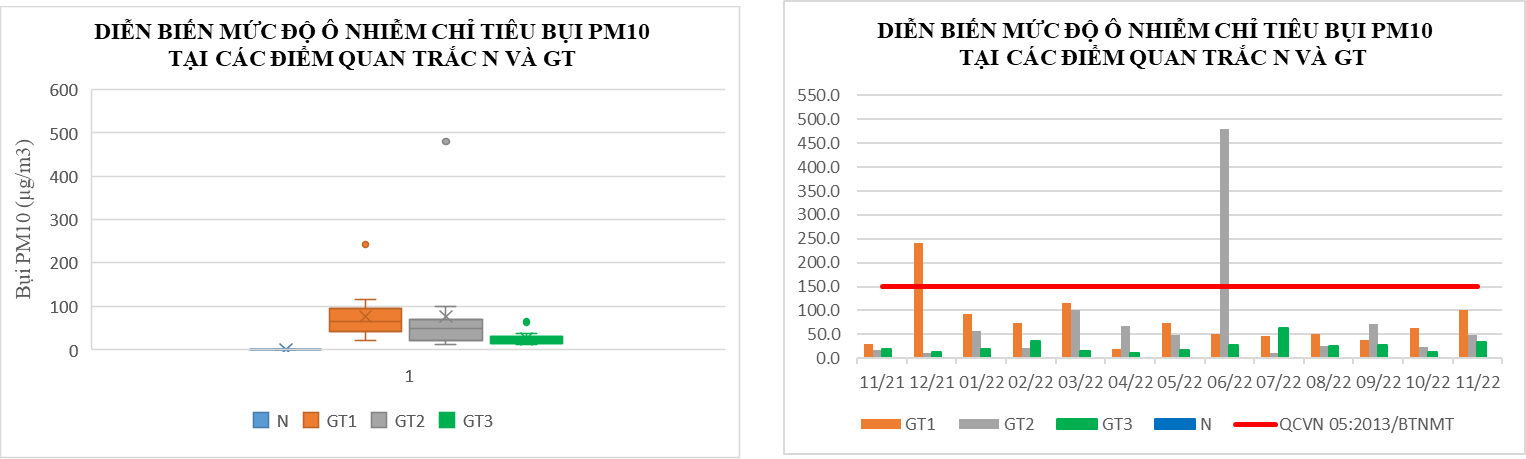 DIỄN BIẾN MỨC ĐỘ Ô NHIỄM CHỈ TIÊU BỤI PM10
TẠI CÁC ĐIỂM QUAN TRẮC N VÀ GT
600
500
400
300
200
100
0
Bụi PM10 (µg/m3)
1
N GT1 GT2 GT3
DIỄN BIẾN MỨC ĐỘ Ô NHIỄM CHỈ TIÊU BỤI PM10
TẠI CÁC ĐIỂM QUAN TRẮC N VÀ GT
550.0
500.0
450.0
400.0
350.0
300.0
250.0
200.0
150.0
100.0
50.0
0.0
11/21 12/21 01/22 02/22 03/22 04/22 05/22 06/22 07/22 08/22 09/22 10/22 11/22
GT1 GT2 GT3 N QCVN 05:2013/BTNMT